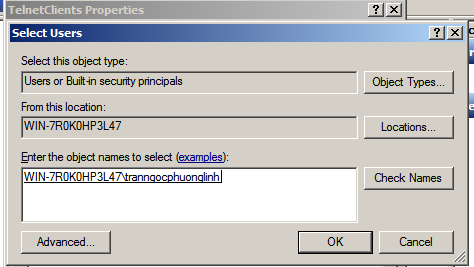 TelnetClients Properties
Select Users
Select this object type:
Users or Built-in security principals
Object Types...
From this location:
WIN-7R0K0HP3L47
Locations...
Enter the object names to select (examples):
WIN-7R0K0HP3L47\tranngocphuonglinh
Check Names
Advanced...
OK
Cancel